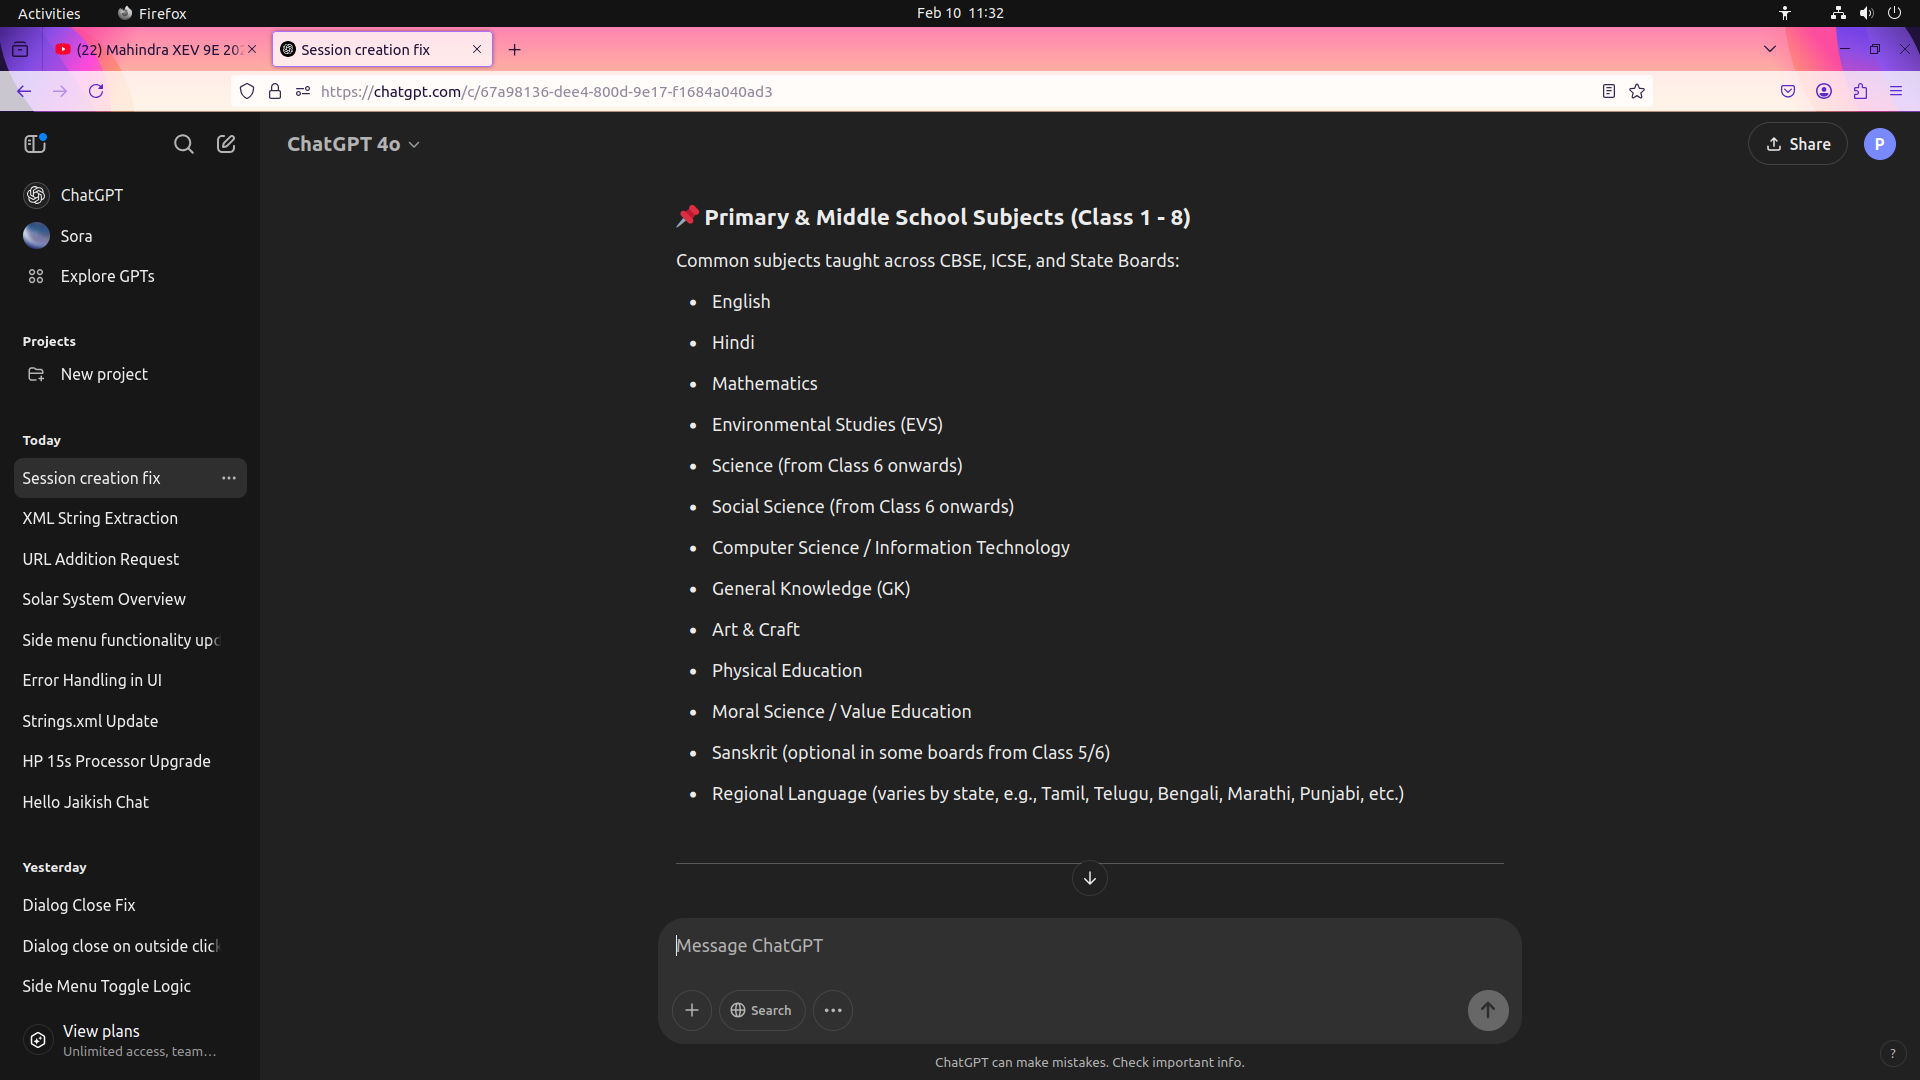 Activities
Firefox
Feb 10 11:32
(22) Mahindra XEV 9E 202
Session creation fix
https://chatgpt.com/c/67a98136-dee4-800d-9e17-f1684a040ad3
ChatGPT 4o
Share
P
ChatGPT
Sora
Explore GPTs
Projects
New project
Today
Session creation fix
XML String Extraction
URL Addition Request
Solar System Overview
Side menu functionality upd
Error Handling in UI
Strings.xml Update
HP 15s Processor Upgrade
Hello Jaikish Chat
Yesterday
Dialog Close Fix
Dialog close on outside click
Side Menu Toggle Logic
View plans
Unlimited access, team…
📌 Primary & Middle School Subjects (Class 1 - 8)
Common subjects taught across CBSE, ICSE, and State Boards:
• English
• Hindi
• Mathematics
• Environmental Studies (EVS)
• Science (from Class 6 onwards)
• Social Science (from Class 6 onwards)
• Computer Science / Information Technology
• General Knowledge (GK)
• Art & Craft
• Physical Education
• Moral Science / Value Education
• Sanskrit (optional in some boards from Class 5/6)
• Regional Language (varies by state, e.g., Tamil, Telugu, Bengali, Marathi, Punjabi, etc.)
Message ChatGPT
Search
ChatGPT can make mistakes. Check important info.
?